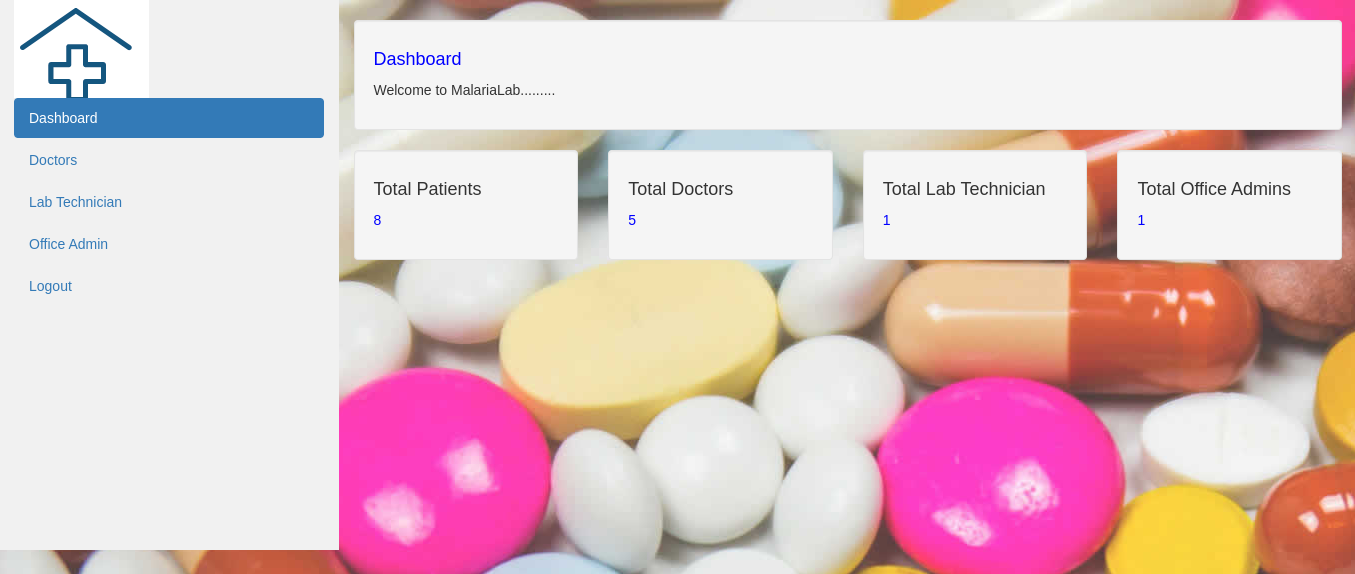 Dashboard
Doctors
Lab Technician
Office Admin
Logout
Dashboard
Welcome to MalariaLab.........
Total Patients
8
Total Doctors
5
Total Lab Technician
1
Total Office Admins
1